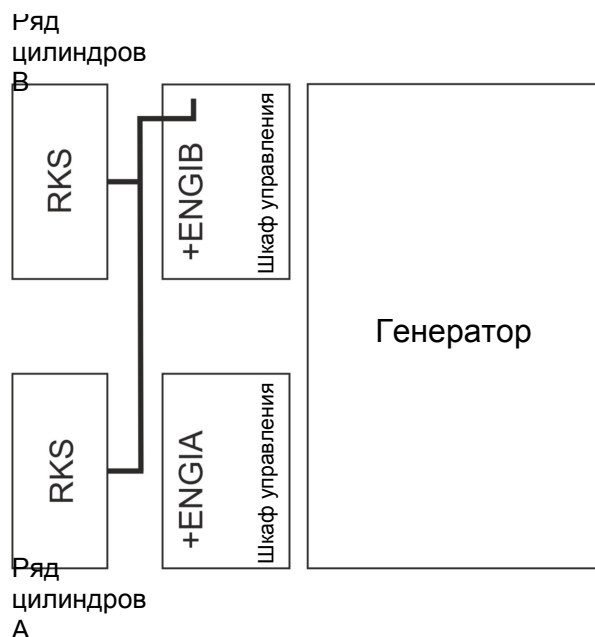 Ряд
цилиндров
B
RKS
+ENGIB
Шкаф управления
Генератор
RKS
+ENGIA
Шкаф управления
Ряд
цилиндров
A